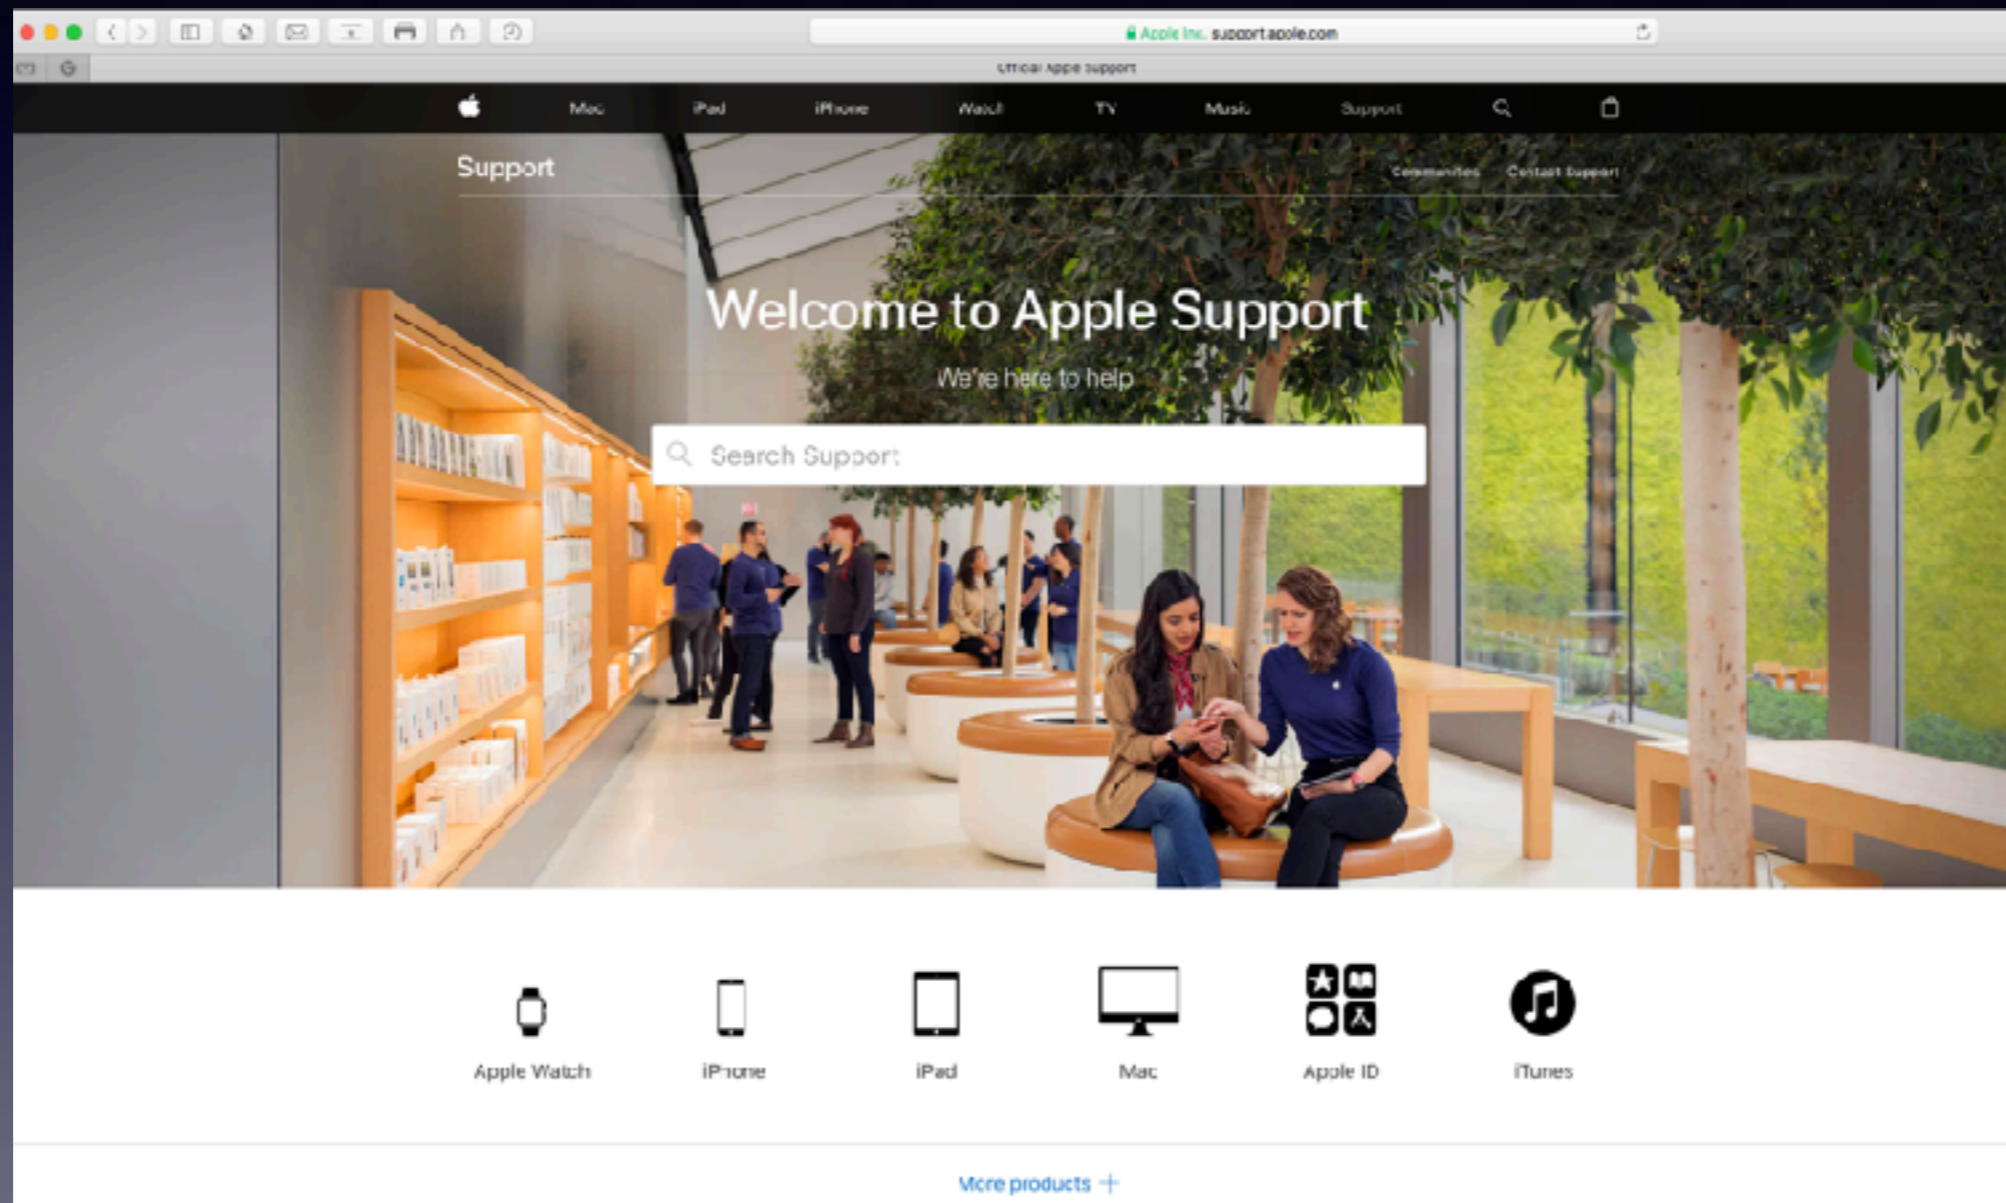 Apple Inc. support.apple.com
Official Apple Support
Mac iPad iPhone Watch TV Music Support
Support
Communities Contact Support
Welcome to Apple Support
We're here to help
Search Support
Apple Watch iPhone iPad Mac Apple ID iTunes
More products +